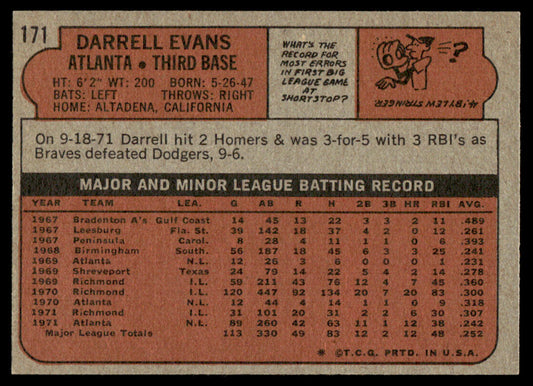 171
DARRELL EVANS
ATLANTA • THIRD BASE
HT: 6'2" WT: 200 BORN: 5-26-47
BATS: LEFT THROWS: RIGHT
HOME: ALTADENA, CALIFORNIA
WHAT'S THE
RECORD FOR
MOST ERRORS
IN FIRST BIG
LEAGUE GAME
AT
SHORTSTOP?
?
On 9-18-71 Darrell hit 2 Homers & was 3-for-5 with 3 RBI's as
Braves defeated Dodgers, 9-6.
MAJOR AND MINOR LEAGUE BATTING RECORD
YEAR TEAM LEA. G AB R H 2B 3B HR RBI AVG.
1967 Bradenton A's Gulf Coast 14 45 13 22 3 3 2 11 .489
1967 Leesburg Fla. St. 39 142 18 37 4 2 0 12 .261
1967 Peninsula Carol. 8 28 4 11 1 0 0 6 .393
1968 Birmingham South. 56 187 18 45 6 3 3 25 .241
1969 Atlanta N.L. 12 26 3 6 0 0 0 1 .231
1969 Shreveport Texas 24 79 14 22 4 0 2 14 .278
1969 Richmond I.L. 59 211 43 76 12 4 7 40 .360
1970 Richmond I.L. 120 447 92 134 20 7 20 83 .300
1970 Atlanta N.L. 12 44 4 14 1 1 0 9 .318
1971 Richmond I.L. 31 101 20 31 2 2 6 30 .307
1971 Atlanta N.L. 89 260 42 63 11 1 12 38 .242
Major League Totals 113 330 49 83 12 2 12 48 .252
* ©T.C.G. PRTD. IN U.S.A.